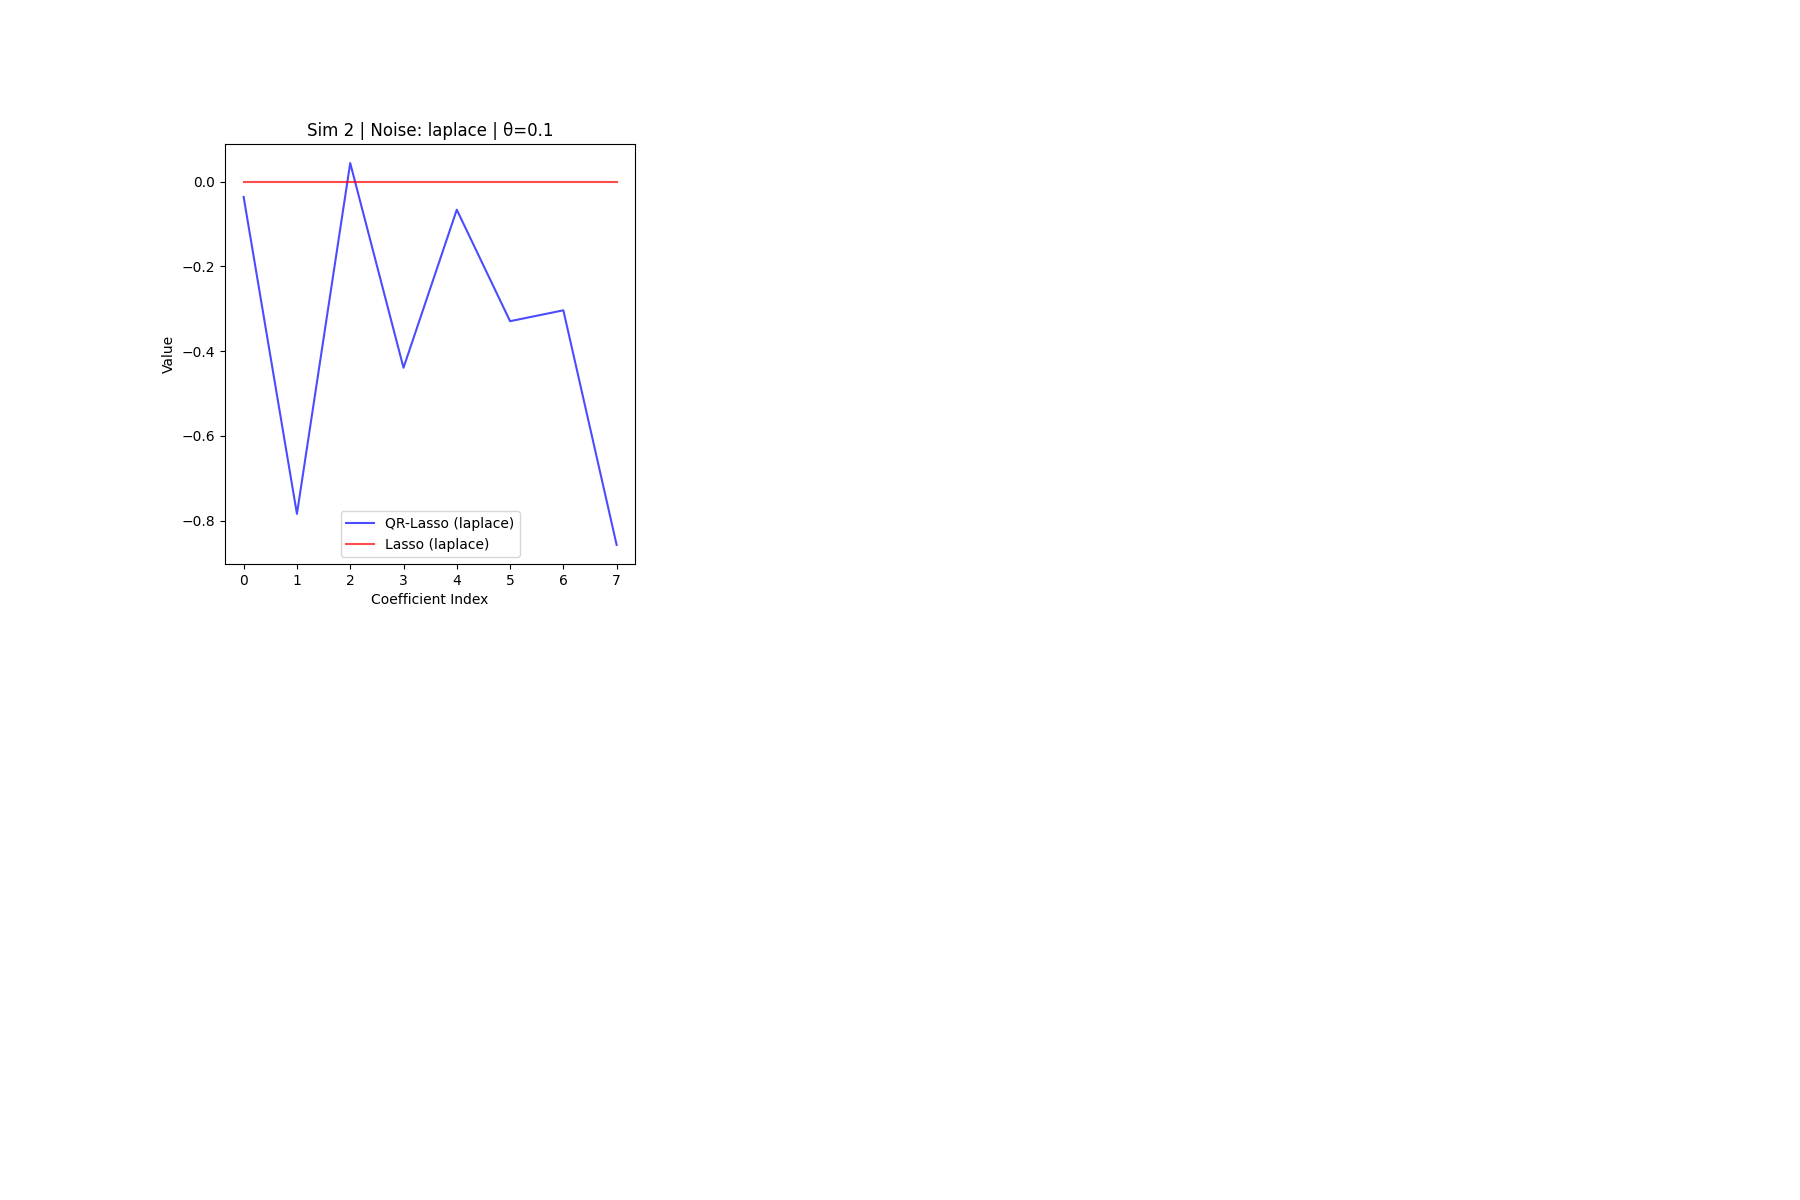 Sim 2 | Noise: laplace | θ=0.1
0.0
−0.2
−0.4
−0.6
−0.8
Value
QR-Lasso (laplace)
Lasso (laplace)
0 1 2 3 4 5 6 7
Coefficient Index